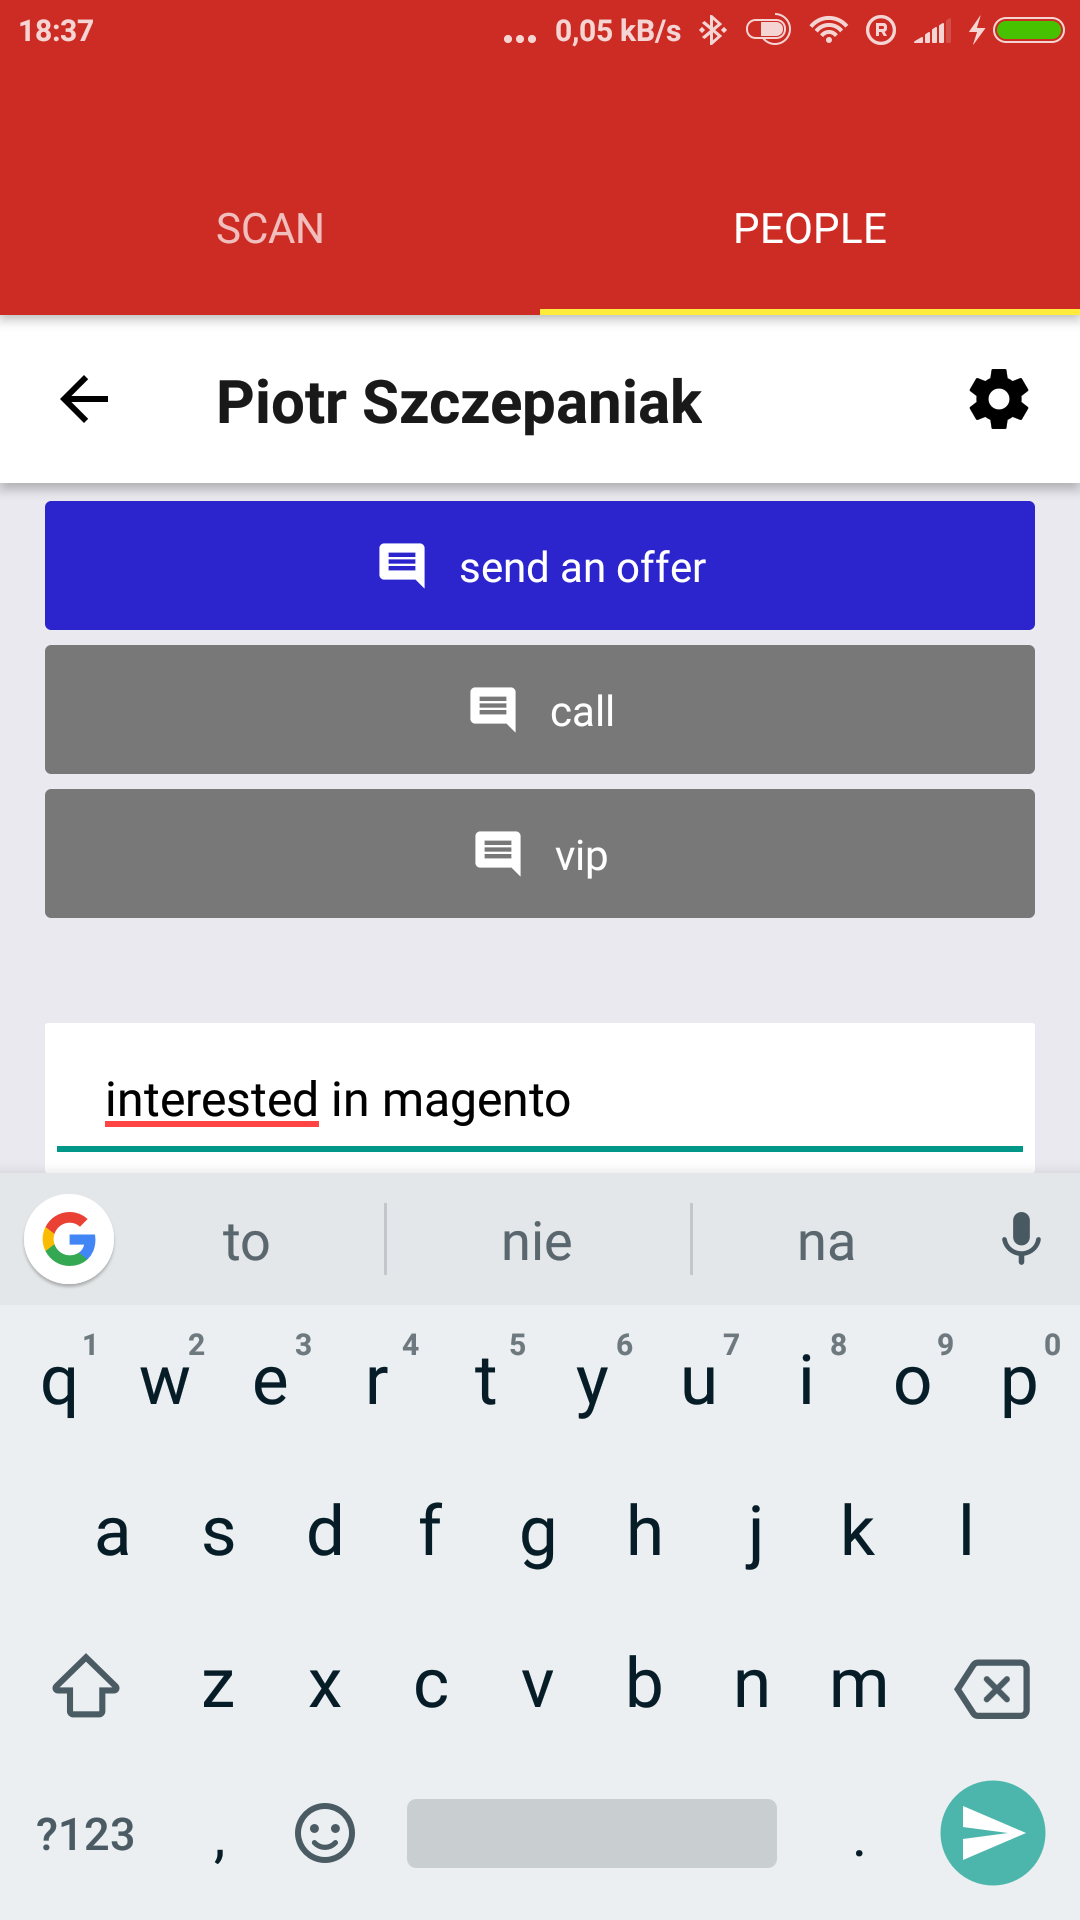 18:37 ... 0,05 kB/s R
SCAN PEOPLE
Piotr Szczepaniak
send an offer
call
vip
interested in magento
G to nie na
1 2 3 4 5 6 7 8 9 0
q w e r t y u i o p
a s d f g h j k l
z x c v b n m
?123 , .